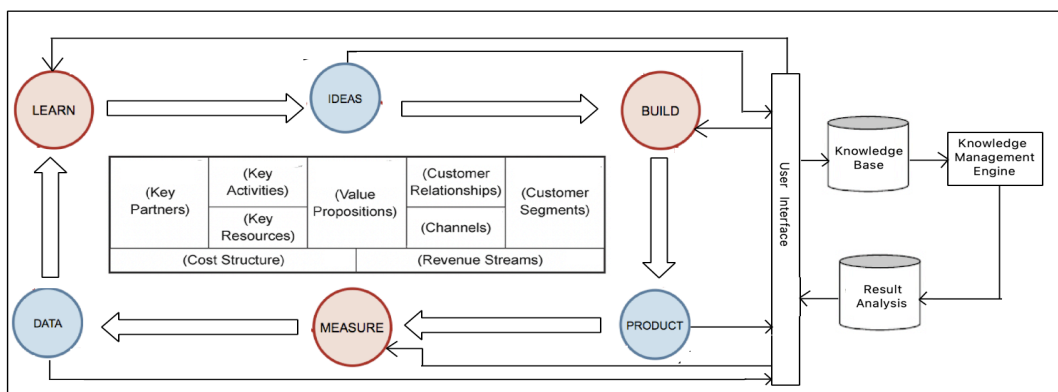 LEARN
IDEAS
BUILD
(Key
Partners)
(Key
Activities)
(Key
Resources)
(Value
Propositions)
(Customer
Relationships)
(Channels)
(Customer
Segments)
(Cost Structure)
(Revenue Streams)
DATA
MEASURE
PRODUCT
User Interface
Knowledge
Base
Knowledge
Management
Engine
Result
Analysis